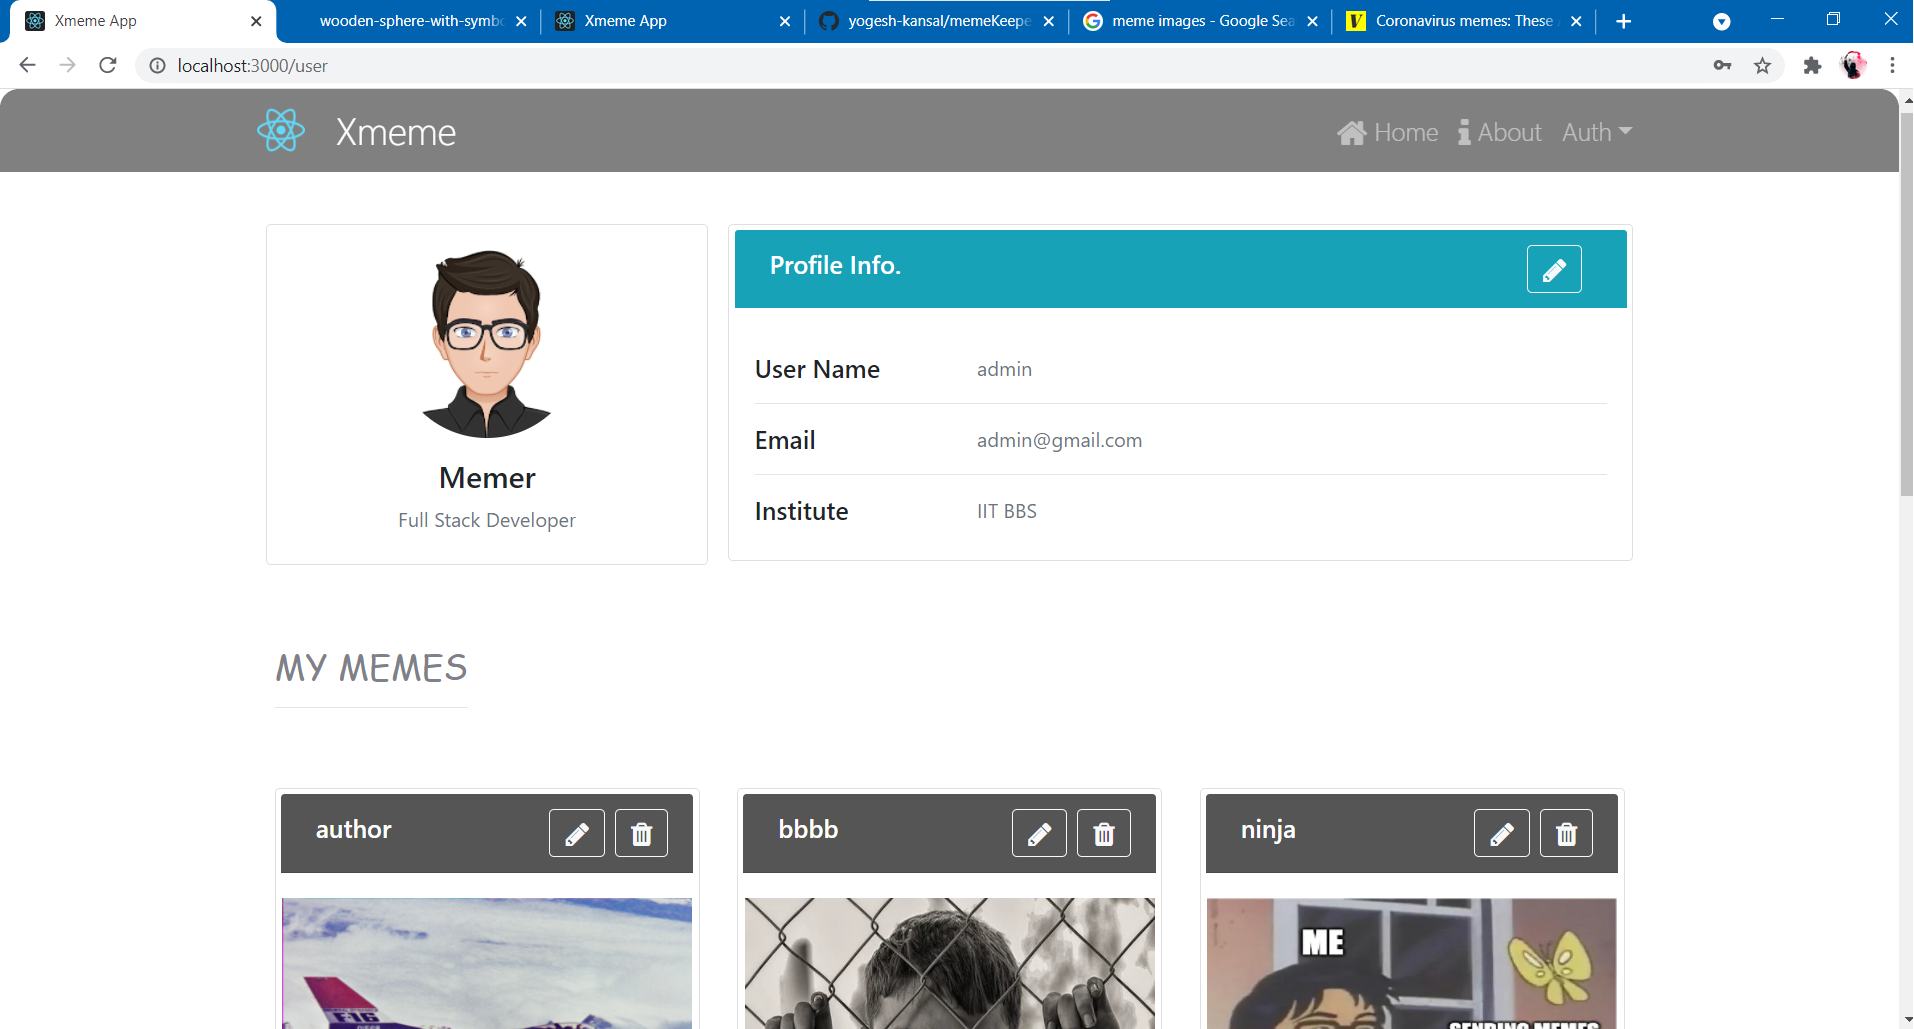 Xmeme App
wooden-sphere-with-symbo
Xmeme App
yogesh-kansal/memeKeepe
meme images - Google Sea
Coronavirus memes: These
localhost:3000/user
Xmeme
Home
About
Auth
Memer
Full Stack Developer
Profile Info.
User Name admin
Email admin@gmail.com
Institute IIT BBS
MY MEMES
author
bbbb
ninja
F16
ME
SENDING MEMES